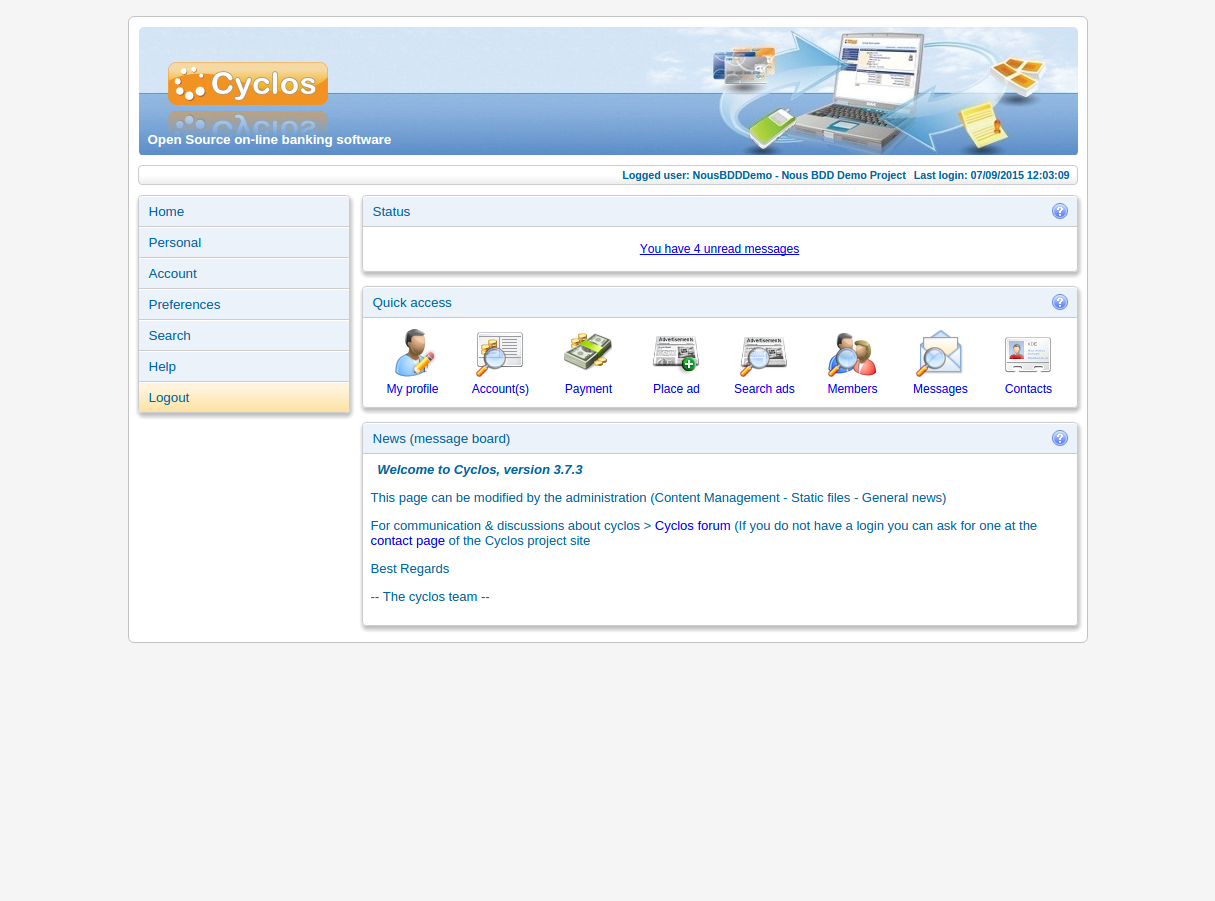 Cyclos
Open Source on-line banking software
Logged user: NousBDDDemo - Nous BDD Demo Project Last login: 07/09/2015 12:03:09
Home
Personal
Account
Preferences
Search
Help
Logout
Status
You have 4 unread messages
Quick access
My profile
Account(s)
Advertisements
Advertisements
Payment
Place ad
Search ads
Members
Messages
Contacts
News (message board)
Welcome to Cyclos, version 3.7.3
This page can be modified by the administration (Content Management - Static files - General news)
For communication & discussions about cyclos > Cyclos forum (If you do not have a login you can ask for one at the
contact page of the Cyclos project site
Best Regards
-- The cyclos team --